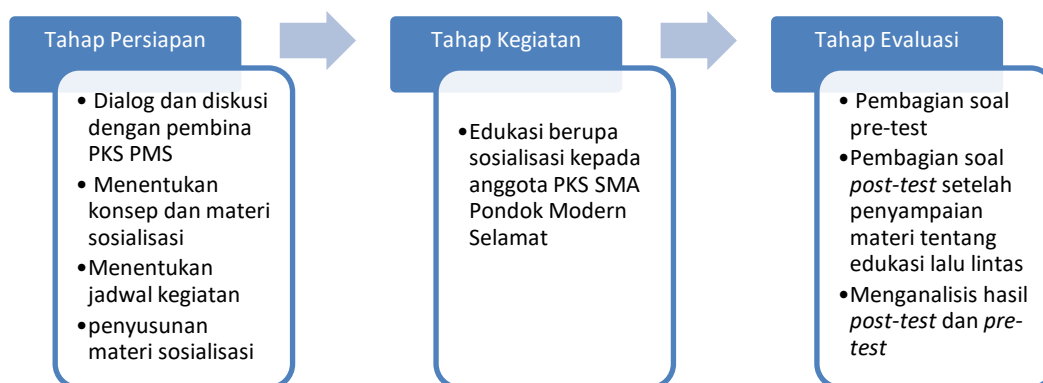 Tahap Persiapan
• Dialog dan diskusi
dengan pembina
PKS PMS
• Menentukan
konsep dan materi
sosialisasi
•Menentukan
jadwal kegiatan
•penyusunan
materi sosialisasi
Tahap Kegiatan
•Edukasi berupa
sosialisasi kepada
anggota PKS SMA
Pondok Modern
Selamat
Tahap Evaluasi
• Pembagian soal
pre-test
•Pembagian soal
post-test setelah
penyampaian
materi tentang
edukasi lalu lintas
•Menganalisis hasil
post-test dan pre-
test